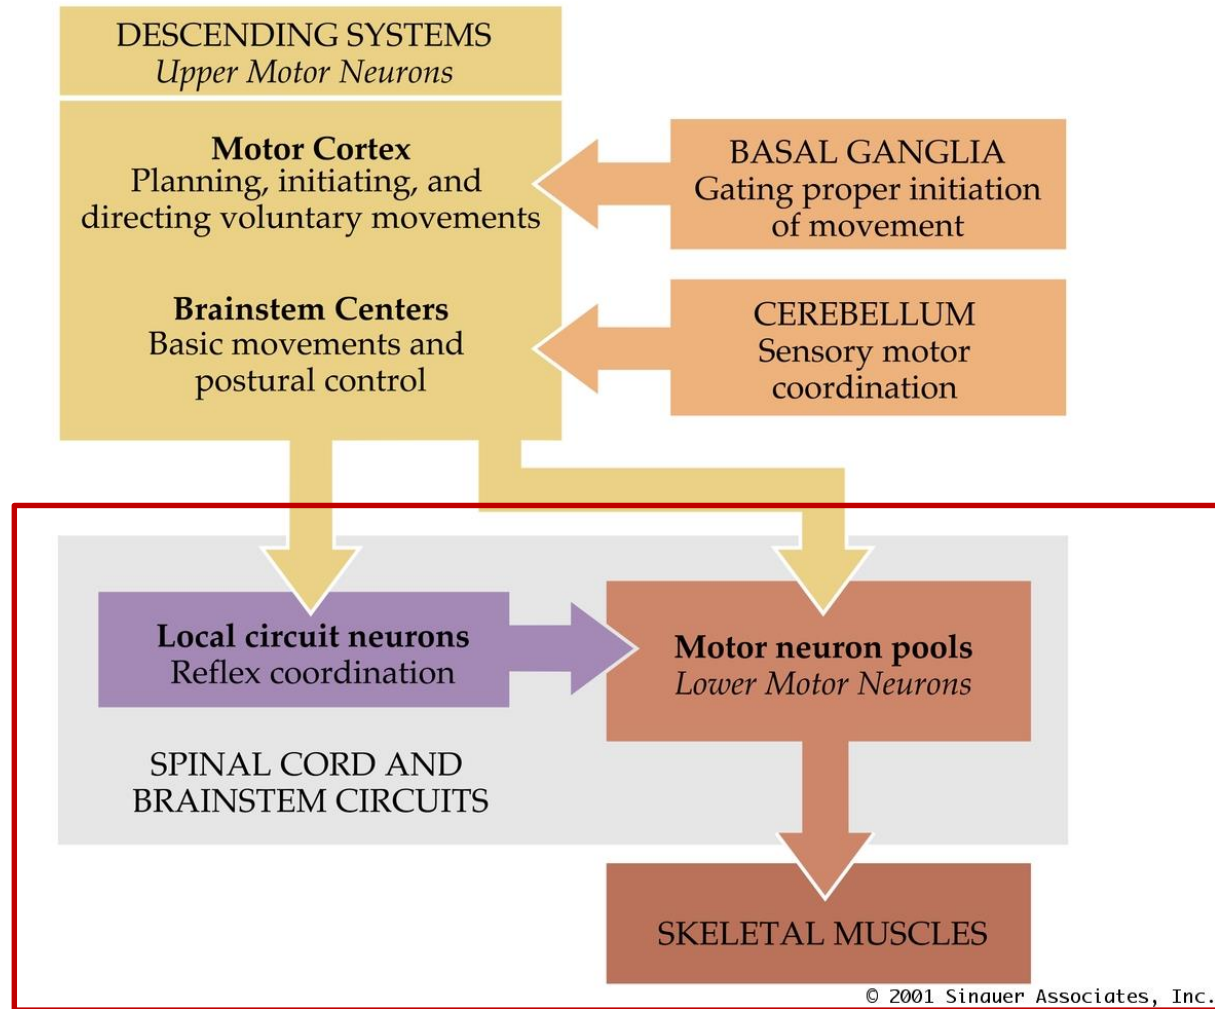 DESCENDING SYSTEMS
Upper Motor Neurons
Motor Cortex
Planning, initiating, and
directing voluntary movements
BASAL GANGLIA
Gating proper initiation
of movement
Brainstem Centers
Basic movements and
postural control
CEREBELLUM
Sensory motor
coordination
Local circuit neurons
Reflex coordination
Motor neuron pools
Lower Motor Neurons
SPINAL CORD AND
BRAINSTEM CIRCUITS
SKELETAL MUSCLES
© 2001 Sinauer Associates, Inc.